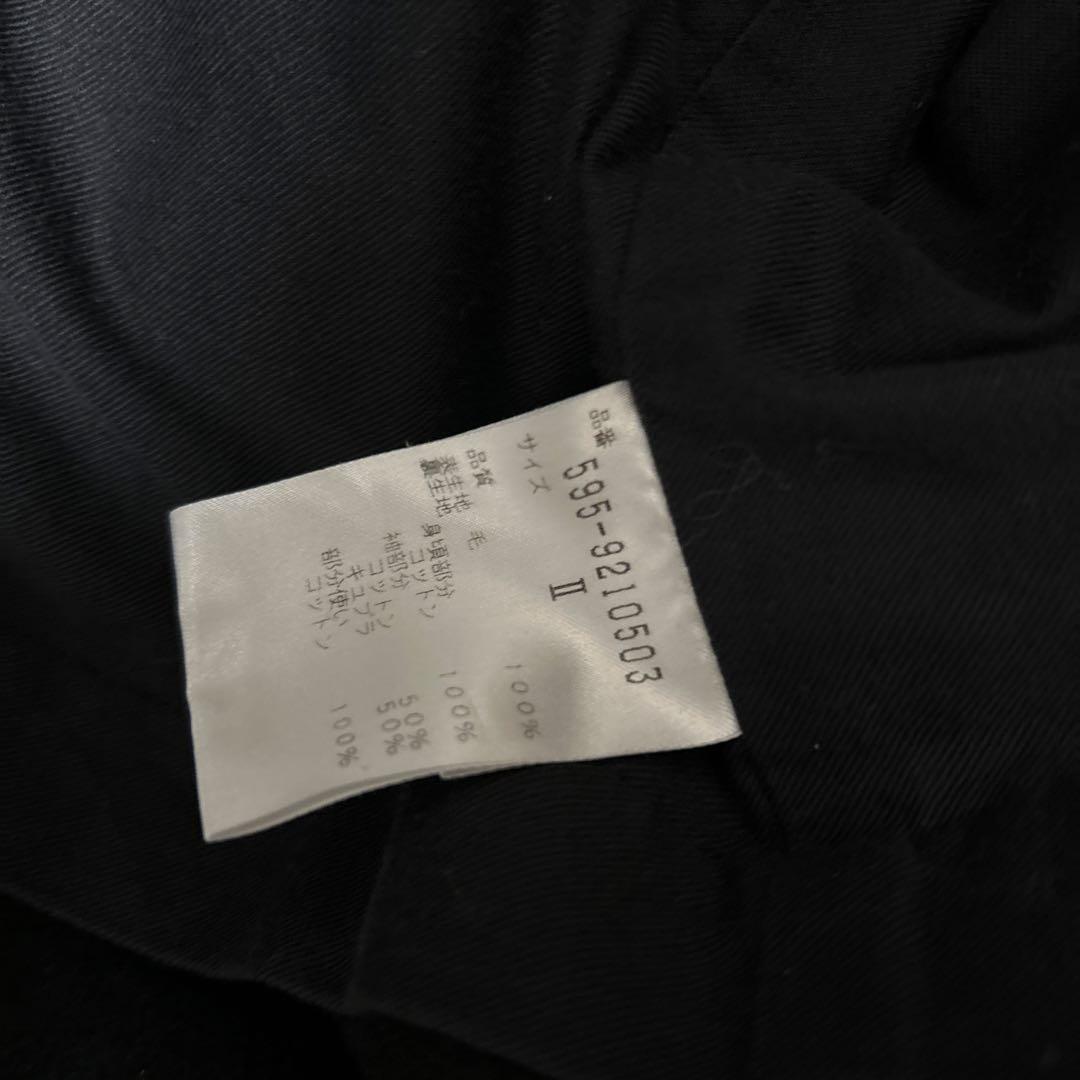 品番 595-9210503
サイズ Ⅱ
品質
表生地 毛 100%
裏生地 身頃部分
コットン 100%
袖部分
コットン 50%
キュプラ 50%
部分使い
コットン 100%